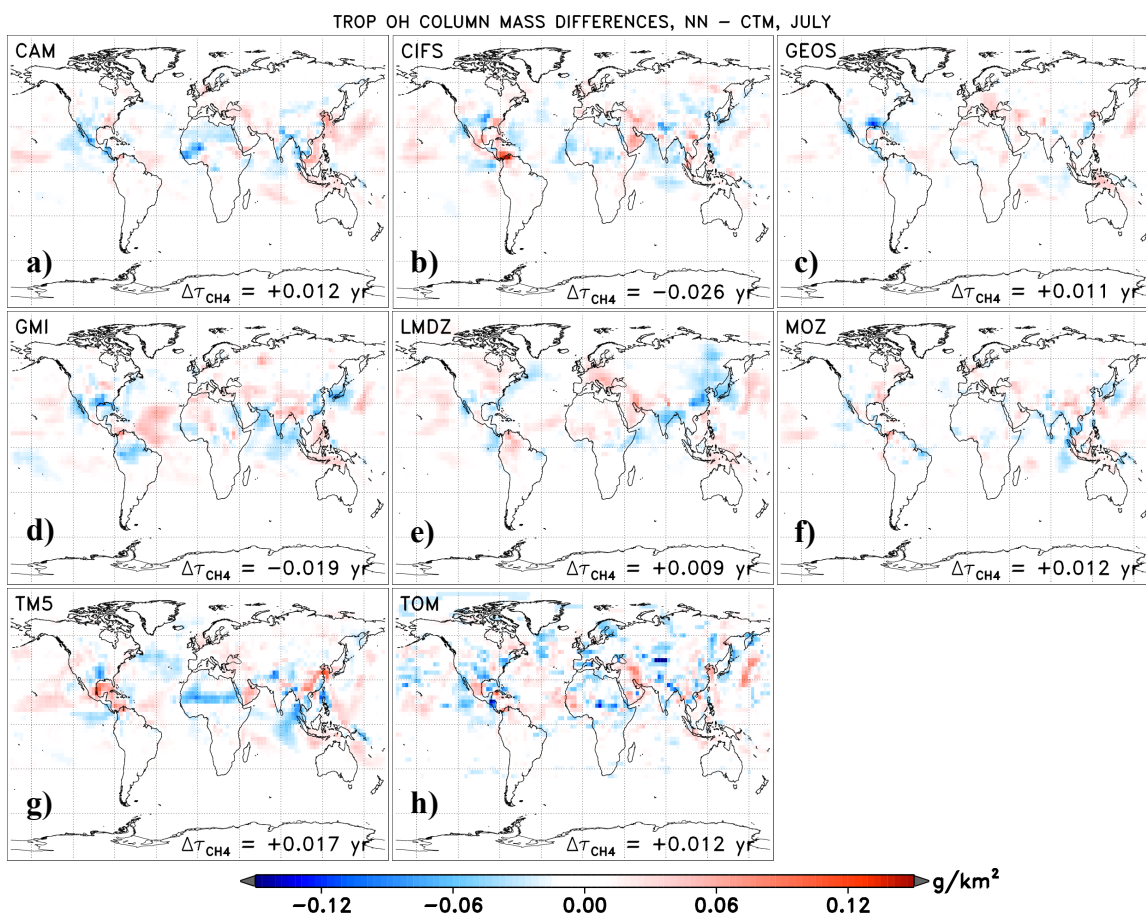 TROP OH COLUMN MASS DIFFERENCES, NN − CTM, JULY
CAM
a)
Δτ_CH4 = +0.012 yr
CIFS
b)
Δτ_CH4 = −0.026 yr
GEOS
c)
Δτ_CH4 = +0.011 yr
GMI
d)
Δτ_CH4 = −0.019 yr
LMDZ
e)
Δτ_CH4 = +0.009 yr
MOZ
f)
Δτ_CH4 = +0.012 yr
TM5
g)
Δτ_CH4 = +0.017 yr
TOM
h)
Δτ_CH4 = +0.012 yr
g/km²
−0.12 −0.06 0.00 0.06 0.12